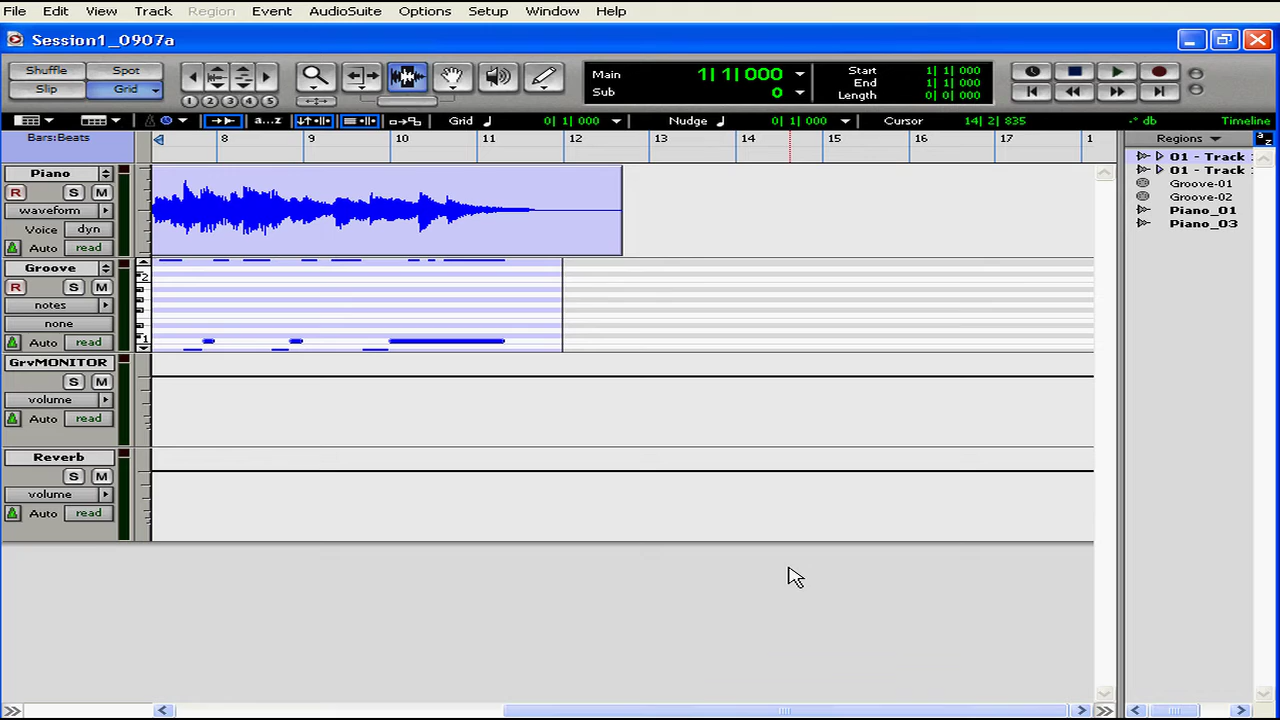 File Edit View Track Region Event AudioSuite Options Setup Window Help
Session1_0907a
Shuffle Spot
Slip Grid
1 2 3 4 5
Main 1| 1| 000
Sub 0
Start 1| 1| 000
End 1| 1| 000
Length 0| 0| 000
a...z Grid 0| 1| 000 Nudge 0| 1| 000 Cursor 14| 2| 835 -* db Timeline
Bars:Beats 8 9 10 11 12 13 14 15 16 17 1
Regions a z
Piano
R S M
waveform
Voice dyn
Auto read
Groove
R S M
notes
none
Auto read
2
1
GrvMONITOR
S M
volume
Auto read
Reverb
S M
volume
Auto read
01 - Track
01 - Track
Groove-01
Groove-02
Piano_01
Piano_03